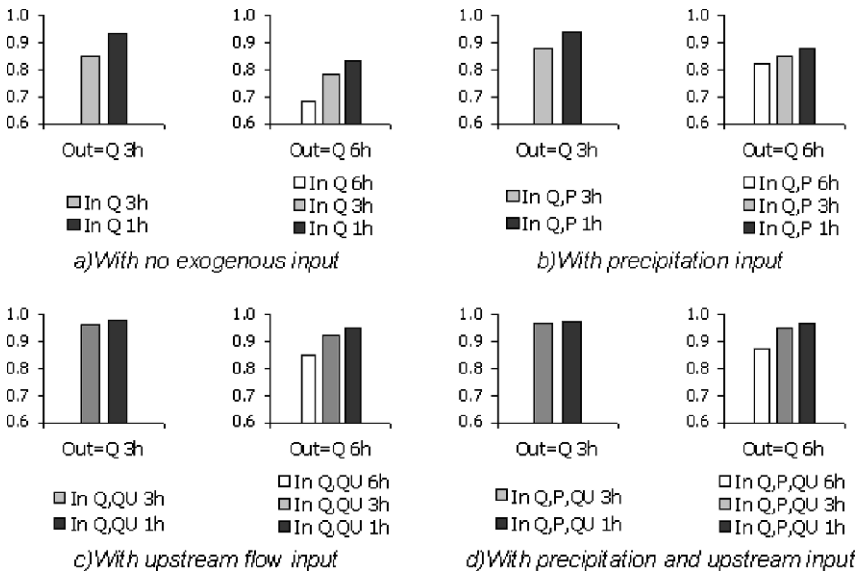 1.0
0.9
0.8
0.7
0.6
Out=Q 3h
In Q 3h
In Q 1h
1.0
0.9
0.8
0.7
0.6
Out=Q 6h
In Q 6h
In Q 3h
In Q 1h
a)With no exogenous input
1.0
0.9
0.8
0.7
0.6
Out=Q 3h
In Q,P 3h
In Q,P 1h
1.0
0.9
0.8
0.7
0.6
Out=Q 6h
In Q,P 6h
In Q,P 3h
In Q,P 1h
b)With precipitation input
1.0
0.9
0.8
0.7
0.6
Out=Q 3h
In Q,QU 3h
In Q,QU 1h
1.0
0.9
0.8
0.7
0.6
Out=Q 6h
In Q,QU 6h
In Q,QU 3h
In Q,QU 1h
c)With upstream flow input
1.0
0.9
0.8
0.7
0.6
Out=Q 3h
In Q,P,QU 3h
In Q,P,QU 1h
1.0
0.9
0.8
0.7
0.6
Out=Q 6h
In Q,P,QU 6h
In Q,P,QU 3h
In Q,P,QU 1h
d)With precipitation and upstream input